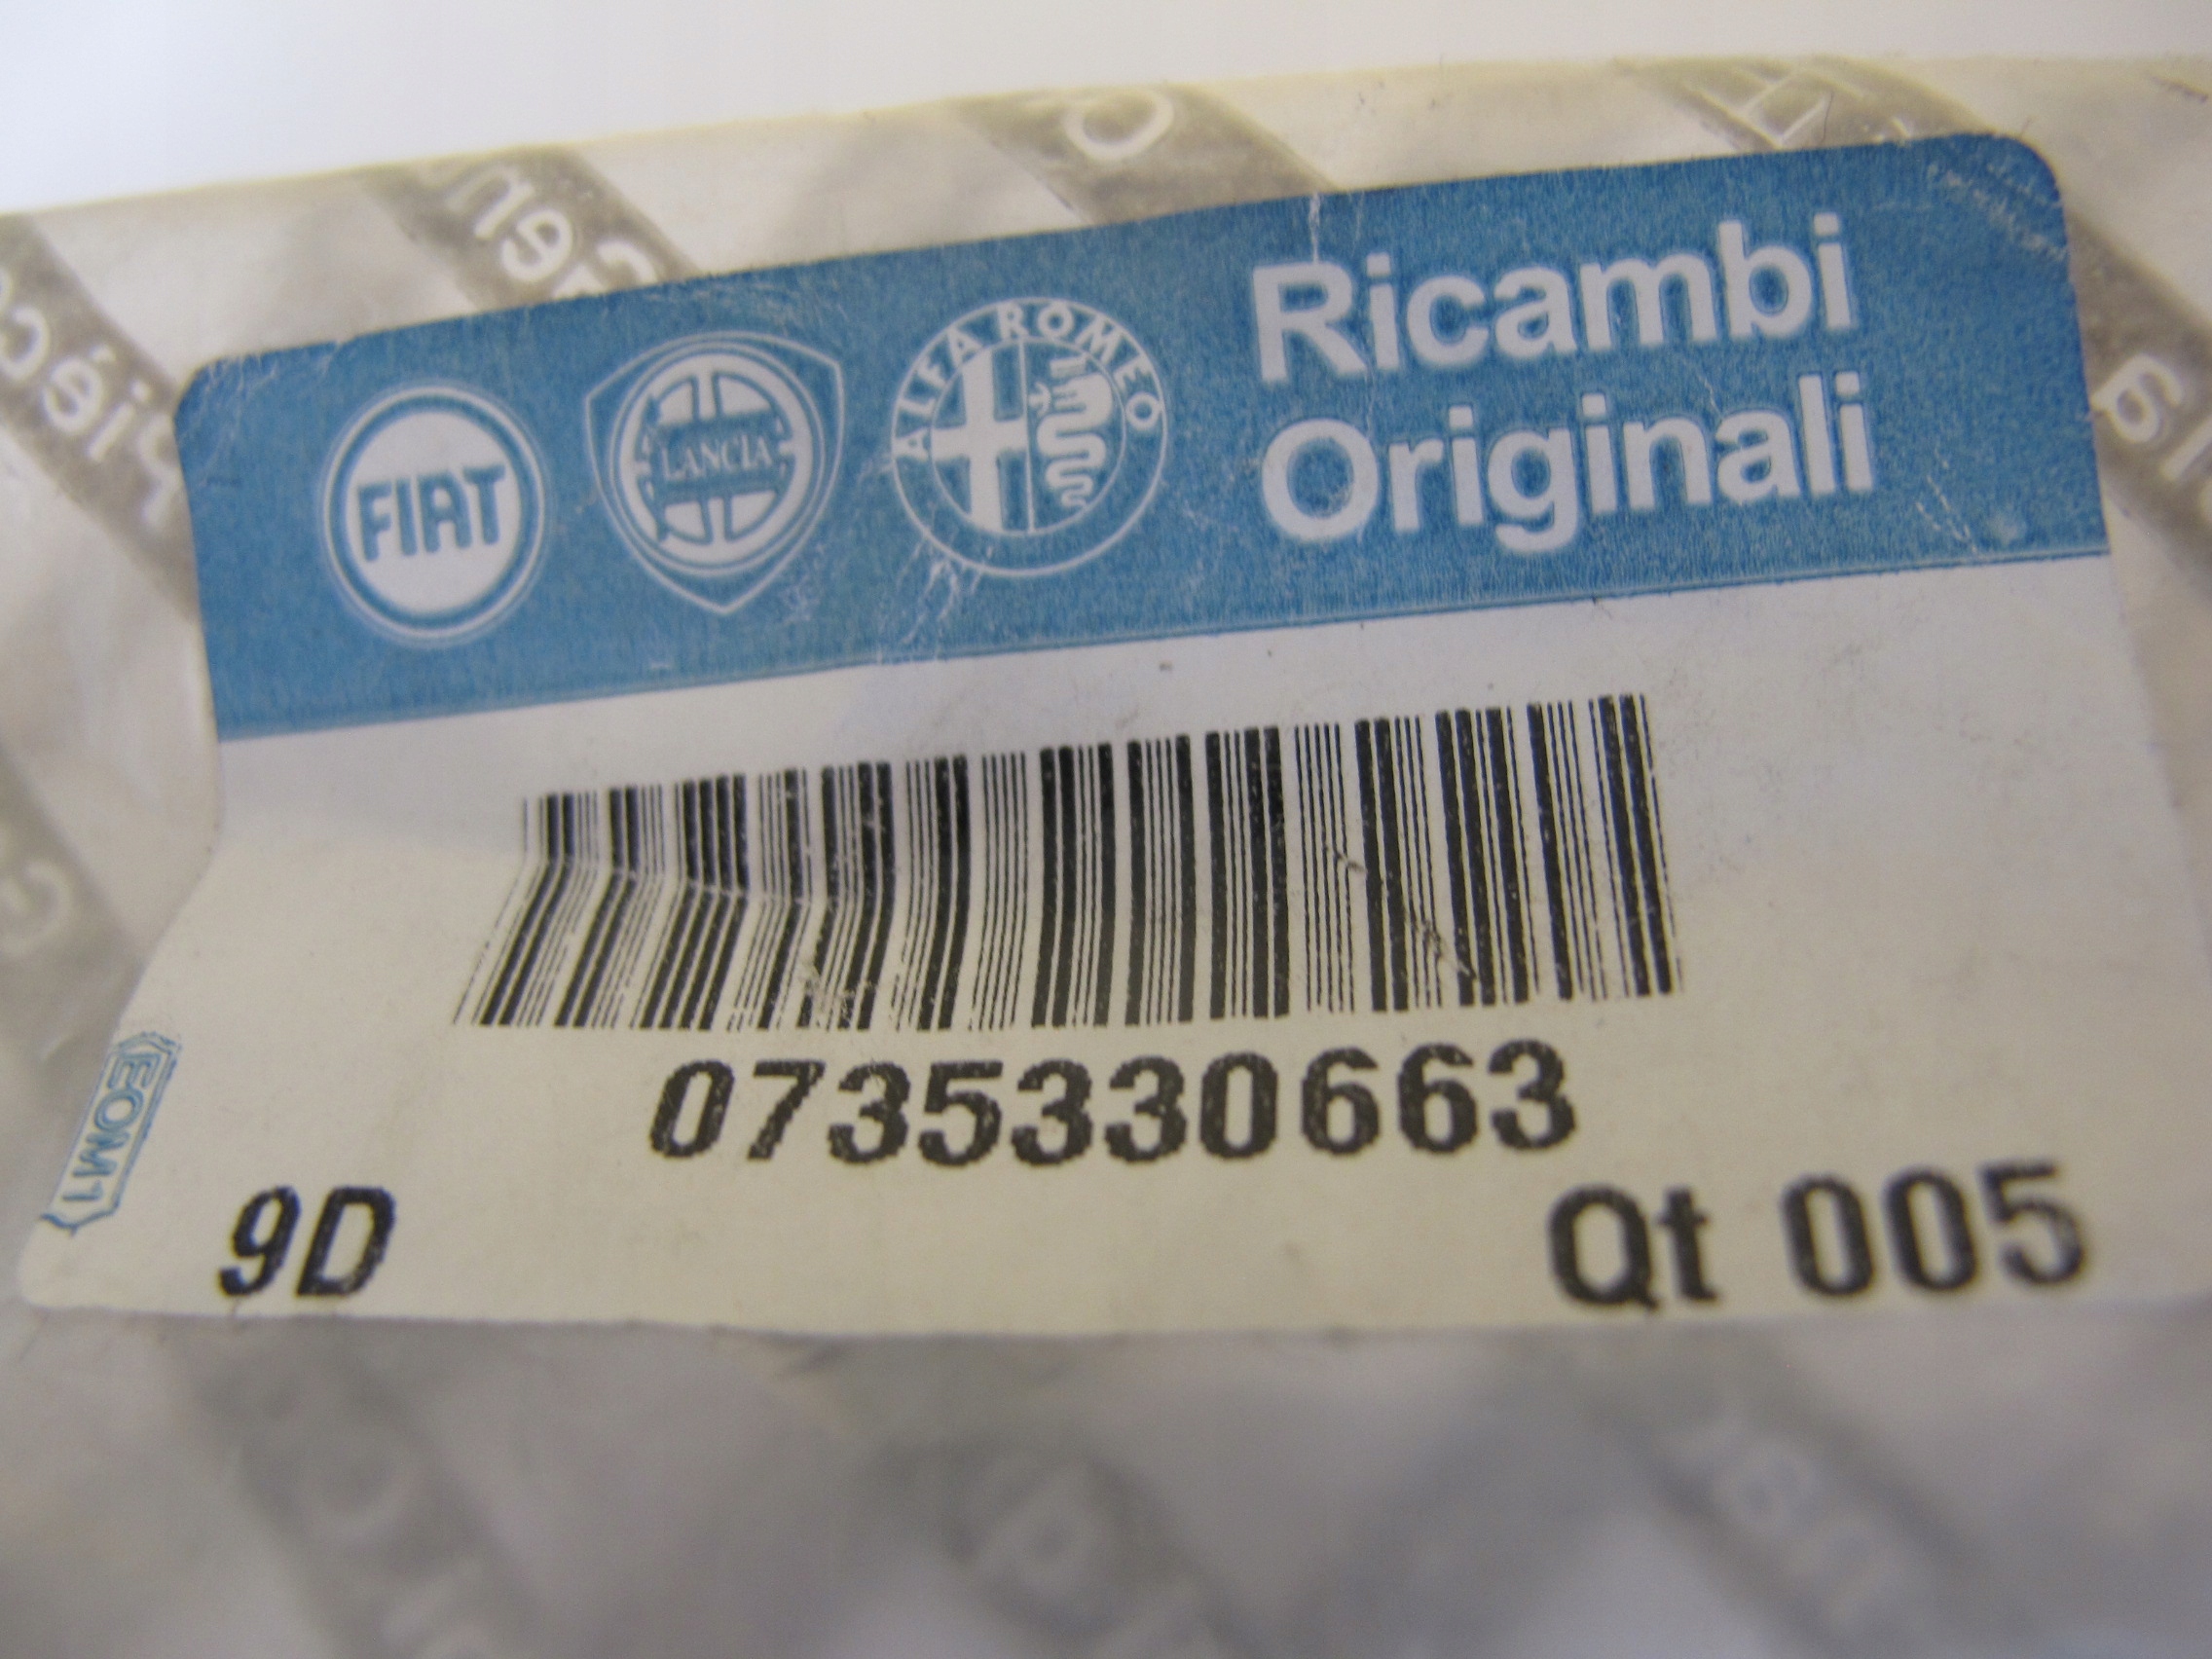 FIAT
LANCIA
ALFA ROMEO
Ricambi
Originali
0735330663
EOM1
9D
Qt 005